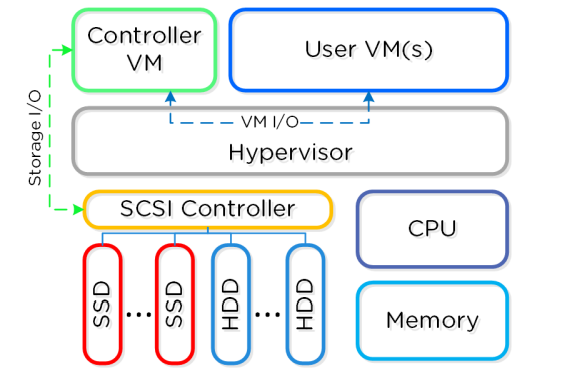 Controller
VM
User VM(s)
Storage I/O
VM I/O
Hypervisor
SCSI Controller
CPU
SSD
...
SSD
HDD
...
HDD
Memory